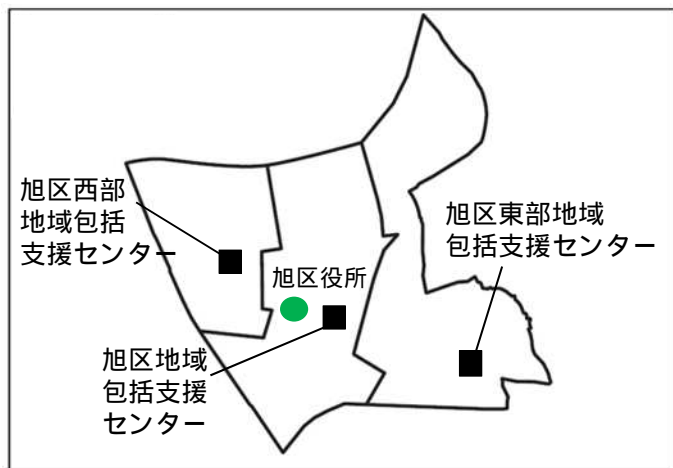 旭区西部
地域包括
支援センター
旭区役所
旭区東部地域
包括支援センター
旭区地域
包括支援
センター